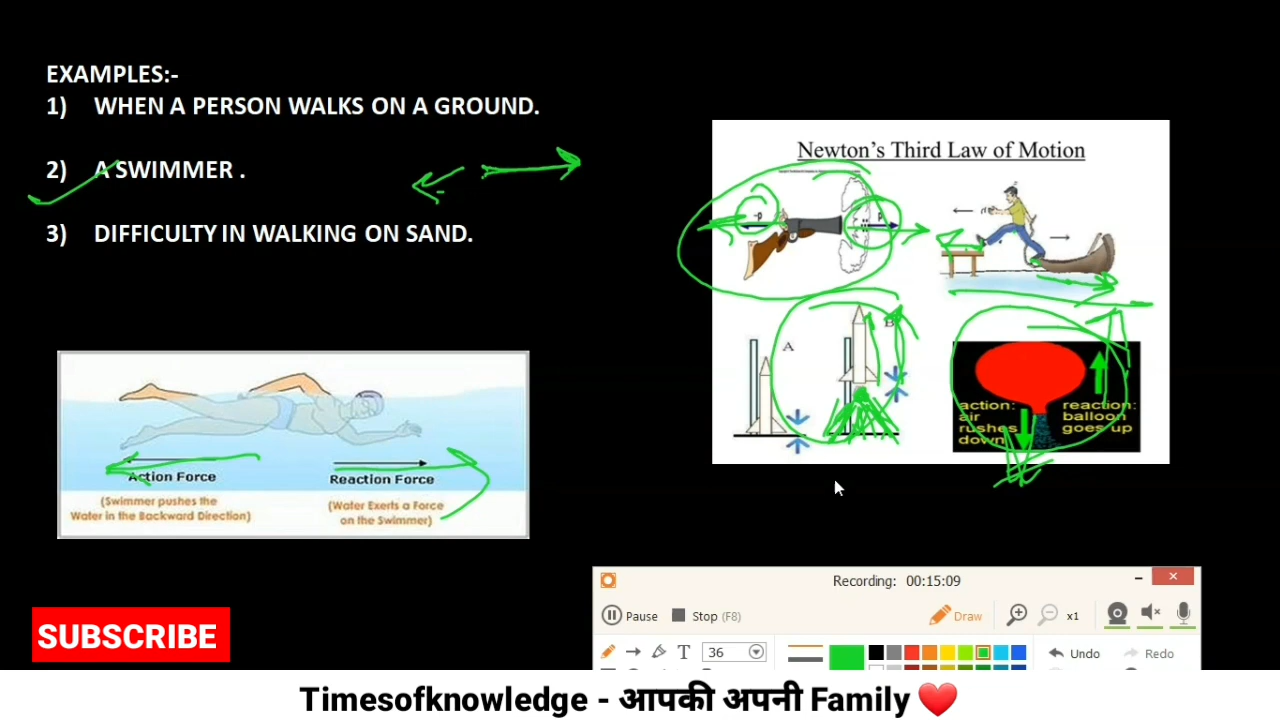 EXAMPLES:-
1) WHEN A PERSON WALKS ON A GROUND.
2) A SWIMMER .
3) DIFFICULTY IN WALKING ON SAND.
Newton's Third Law of Motion
-p
p
A
B
action:
air
rushes
down
reaction:
balloon
goes up
Action Force
(Swimmer pushes the
Water in the Backward Direction)
Reaction Force
(Water Exerts a Force
on the Swimmer)
Recording: 00:15:09
Pause
Stop (F8)
Draw
x1
T
36
Undo
Redo
SUBSCRIBE
Timesofknowledge - आपकी अपनी Family ❤️